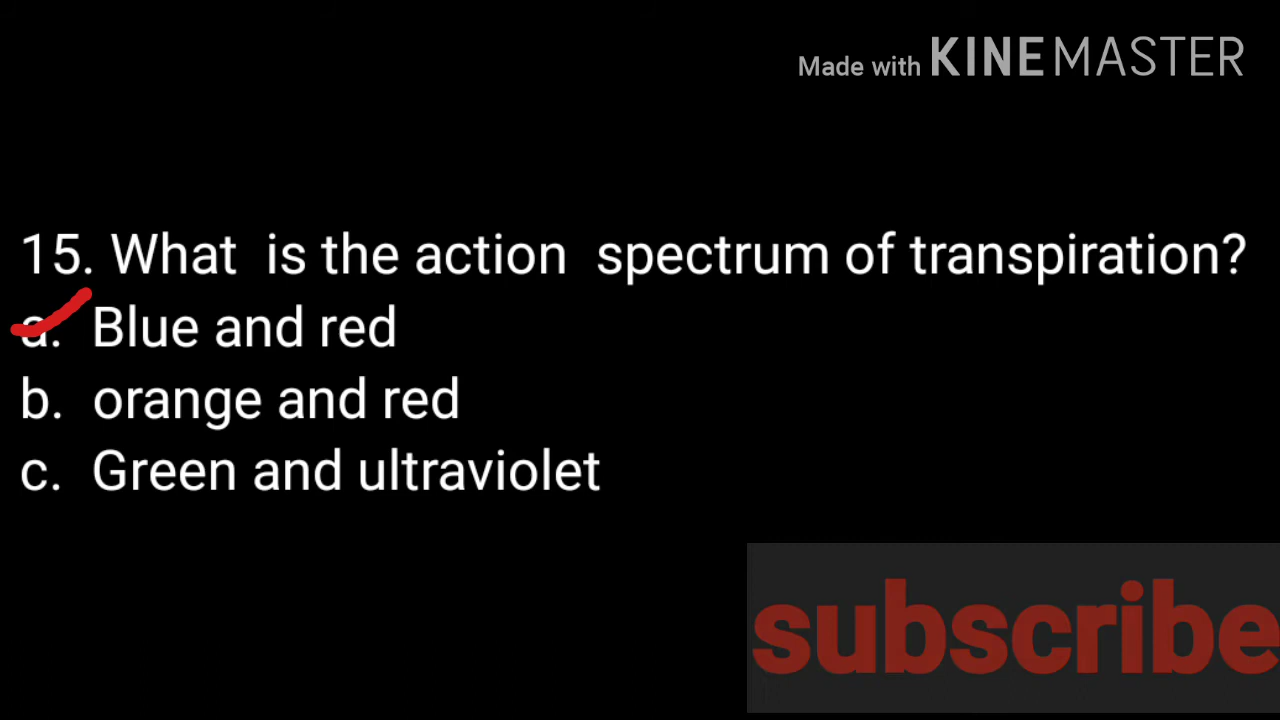 Made with KINEMASTER
15. What is the action spectrum of transpiration?
a. Blue and red
b. orange and red
c. Green and ultraviolet
subscribe